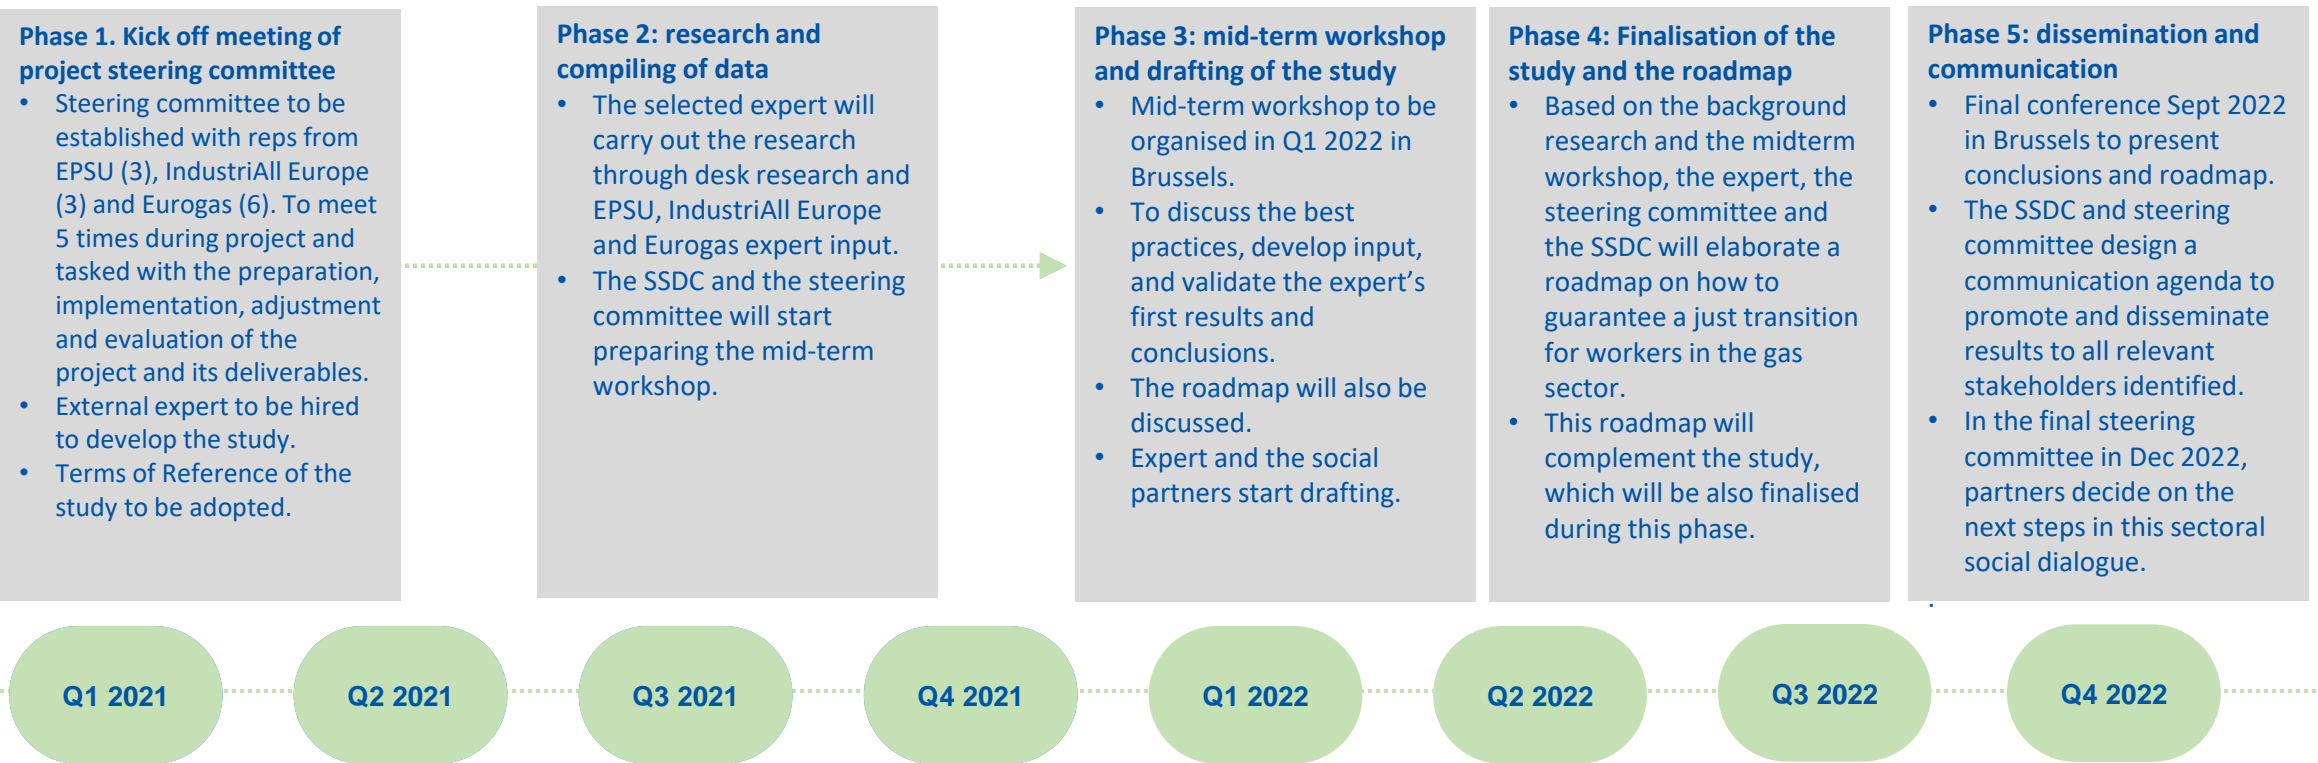 Phase 1. Kick off meeting of
project steering committee
• Steering committee to be
established with reps from
EPSU (3), IndustriAll Europe
(3) and Eurogas (6). To meet
5 times during project and
tasked with the preparation,
implementation, adjustment
and evaluation of the
project and its deliverables.
• External expert to be hired
to develop the study.
• Terms of Reference of the
study to be adopted.
Phase 2: research and
compiling of data
• The selected expert will
carry out the research
through desk research and
EPSU, IndustriAll Europe
and Eurogas expert input.
• The SSDC and the steering
committee will start
preparing the mid-term
workshop.
Phase 3: mid-term workshop
and drafting of the study
• Mid-term workshop to be
organised in Q1 2022 in
Brussels.
• To discuss the best
practices, develop input,
and validate the expert’s
first results and
conclusions.
• The roadmap will also be
discussed.
• Expert and the social
partners start drafting.
Phase 4: Finalisation of the
study and the roadmap
• Based on the background
research and the midterm
workshop, the expert, the
steering committee and
the SSDC will elaborate a
roadmap on how to
guarantee a just transition
for workers in the gas
sector.
• This roadmap will
complement the study,
which will be also finalised
during this phase.
Phase 5: dissemination and
communication
• Final conference Sept 2022
in Brussels to present
conclusions and roadmap.
• The SSDC and steering
committee design a
communication agenda to
promote and disseminate
results to all relevant
stakeholders identified.
• In the final steering
committee in Dec 2022,
partners decide on the
next steps in this sectoral
social dialogue.
.
Q1 2021
Q2 2021
Q3 2021
Q4 2021
Q1 2022
Q2 2022
Q3 2022
Q4 2022